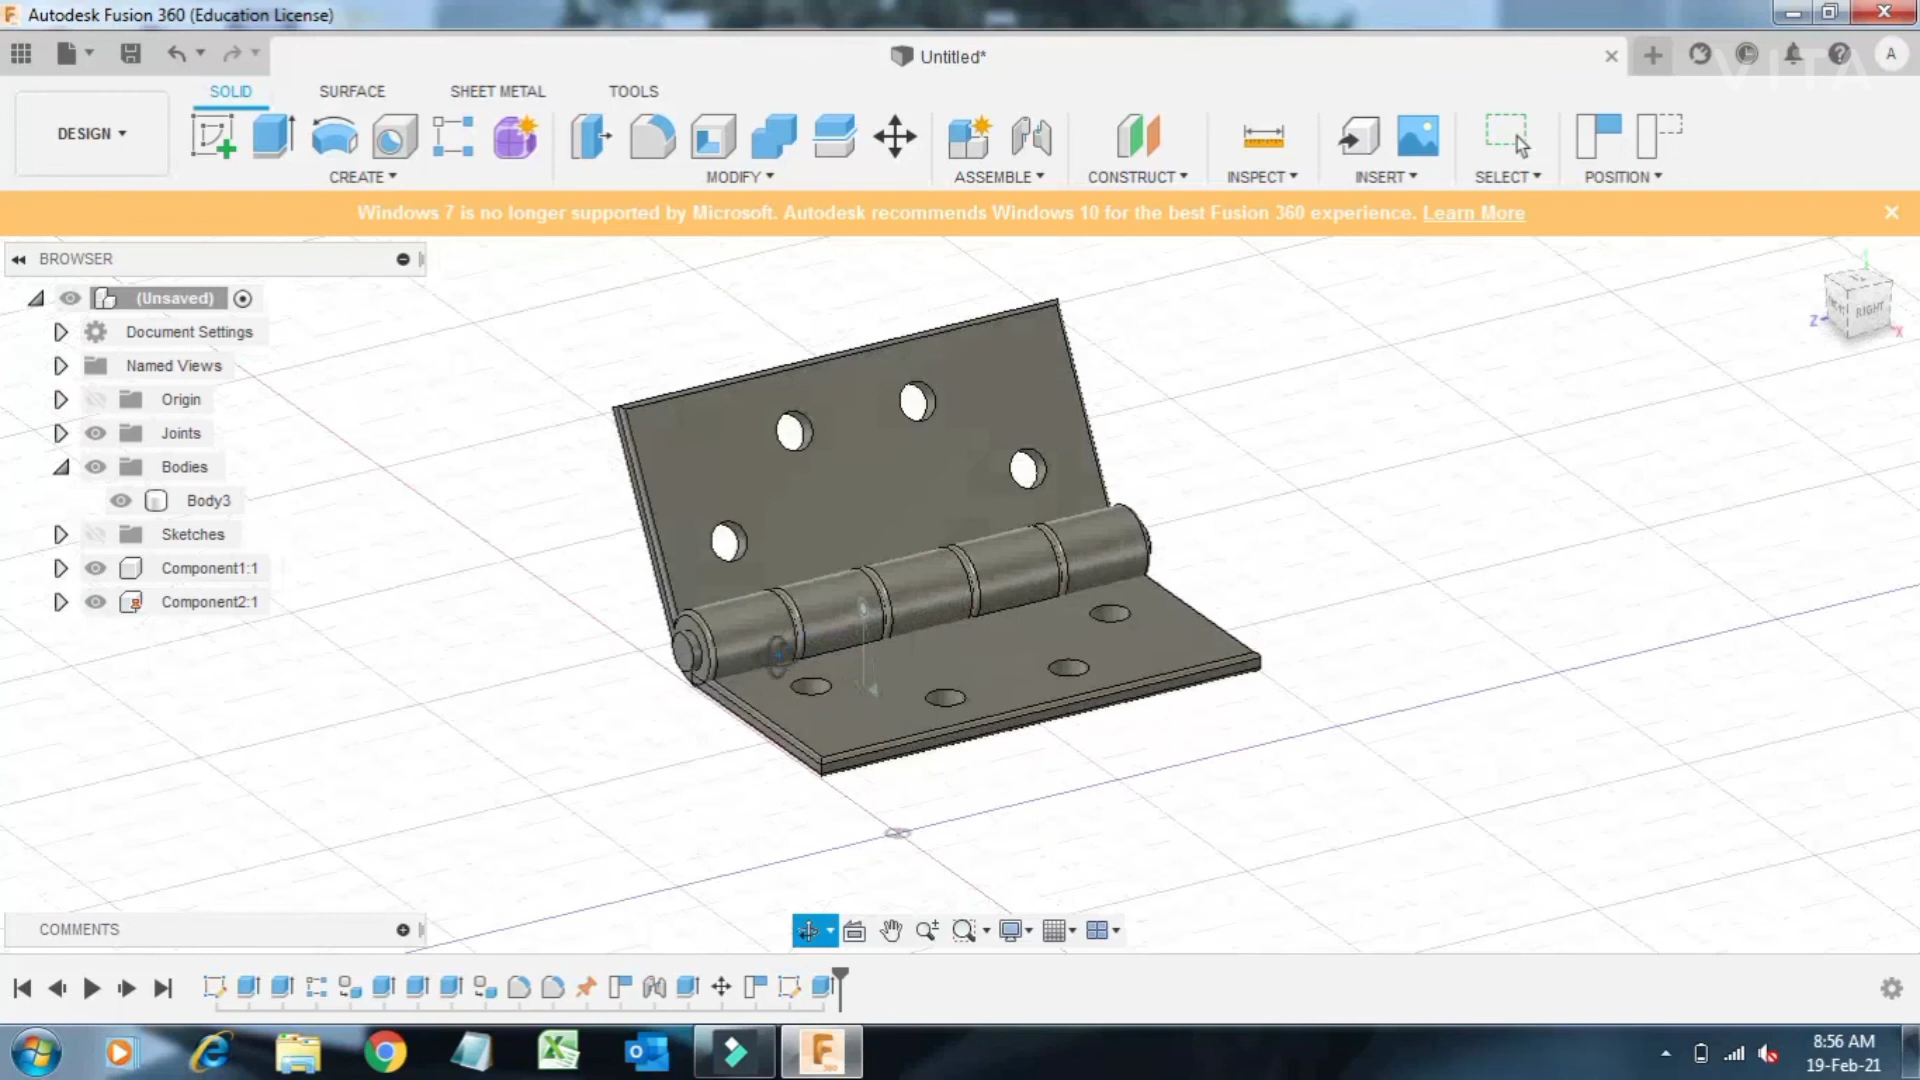 Autodesk Fusion 360 (Education License)
Untitled*
VITA
A
SOLID
SURFACE
SHEET METAL
TOOLS
DESIGN
CREATE
MODIFY
ASSEMBLE
CONSTRUCT
INSPECT
INSERT
SELECT
POSITION
Windows 7 is no longer supported by Microsoft. Autodesk recommends Windows 10 for the best Fusion 360 experience. Learn More
BROWSER
(Unsaved)
Document Settings
Named Views
Origin
Joints
Bodies
Body3
Sketches
Component1:1
Component2:1
Z
RIGHT
X
COMMENTS
8:56 AM
19-Feb-21